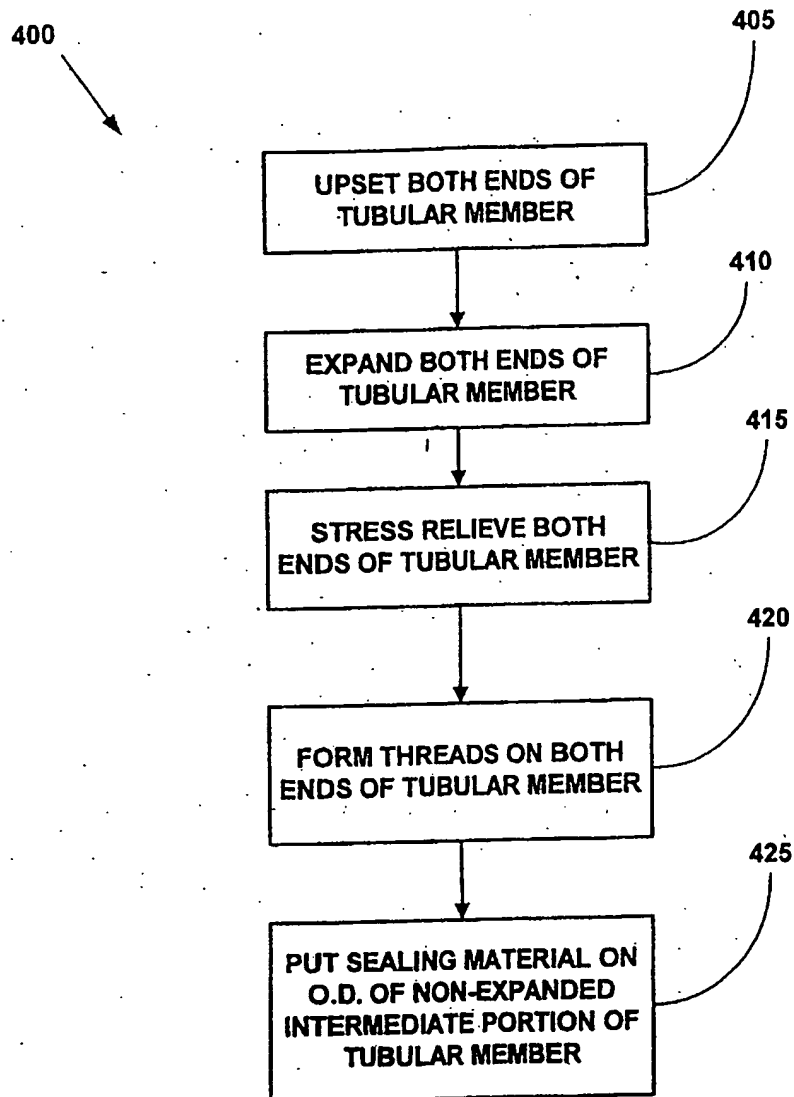 400
405
UPSET BOTH ENDS OF
TUBULAR MEMBER
410
EXPAND BOTH ENDS OF
TUBULAR MEMBER
415
STRESS RELIEVE BOTH
ENDS OF TUBULAR MEMBER
420
FORM THREADS ON BOTH
ENDS OF TUBULAR MEMBER
425
PUT SEALING MATERIAL ON
O.D. OF NON-EXPANDED
INTERMEDIATE PORTION OF
TUBULAR MEMBER